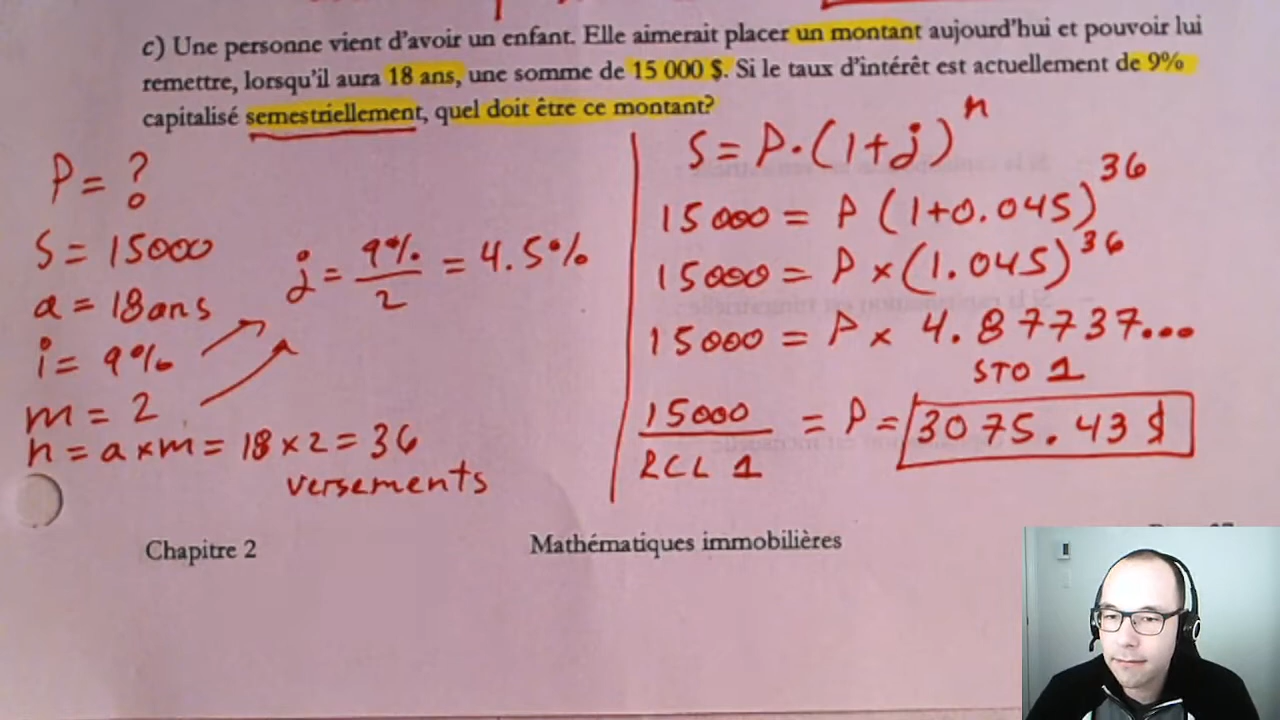 c) Une personne vient d'avoir un enfant. Elle aimerait placer un montant aujourd'hui et pouvoir lui
remettre, lorsqu'il aura 18 ans, une somme de 15 000 $. Si le taux d'intérêt est actuellement de 9%
capitalisé semestriellement, quel doit être ce montant?
P = ?
S = 15000
a = 18 ans
i = 9%
m = 2
n = a x m = 18 x 2 = 36
versements
j = 9%/2 = 4.5%
S = P·(1+j)^n
15000 = P (1+0.045)^36
15000 = P x (1.045)^36
15000 = P x 4.87737...
STO 1
15000/RCL 1 = P = 3075.43 $
Chapitre 2
Mathématiques immobilières